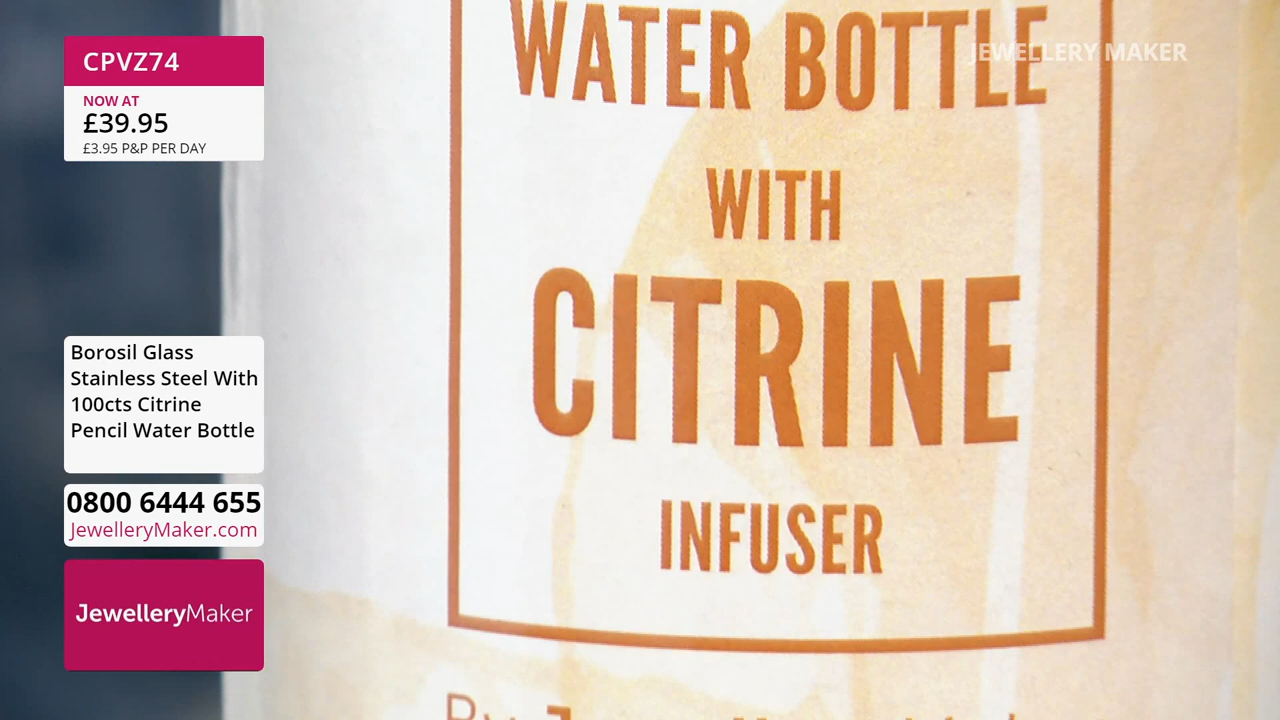 CPVZ74
NOW AT
£39.95
£3.95 P&P PER DAY
Borosil Glass
Stainless Steel With
100cts Citrine
Pencil Water Bottle
0800 6444 655
JewelleryMaker.com
JewelleryMaker
JEWELLERY MAKER
WATER BOTTLE
WITH
CITRINE
INFUSER
By